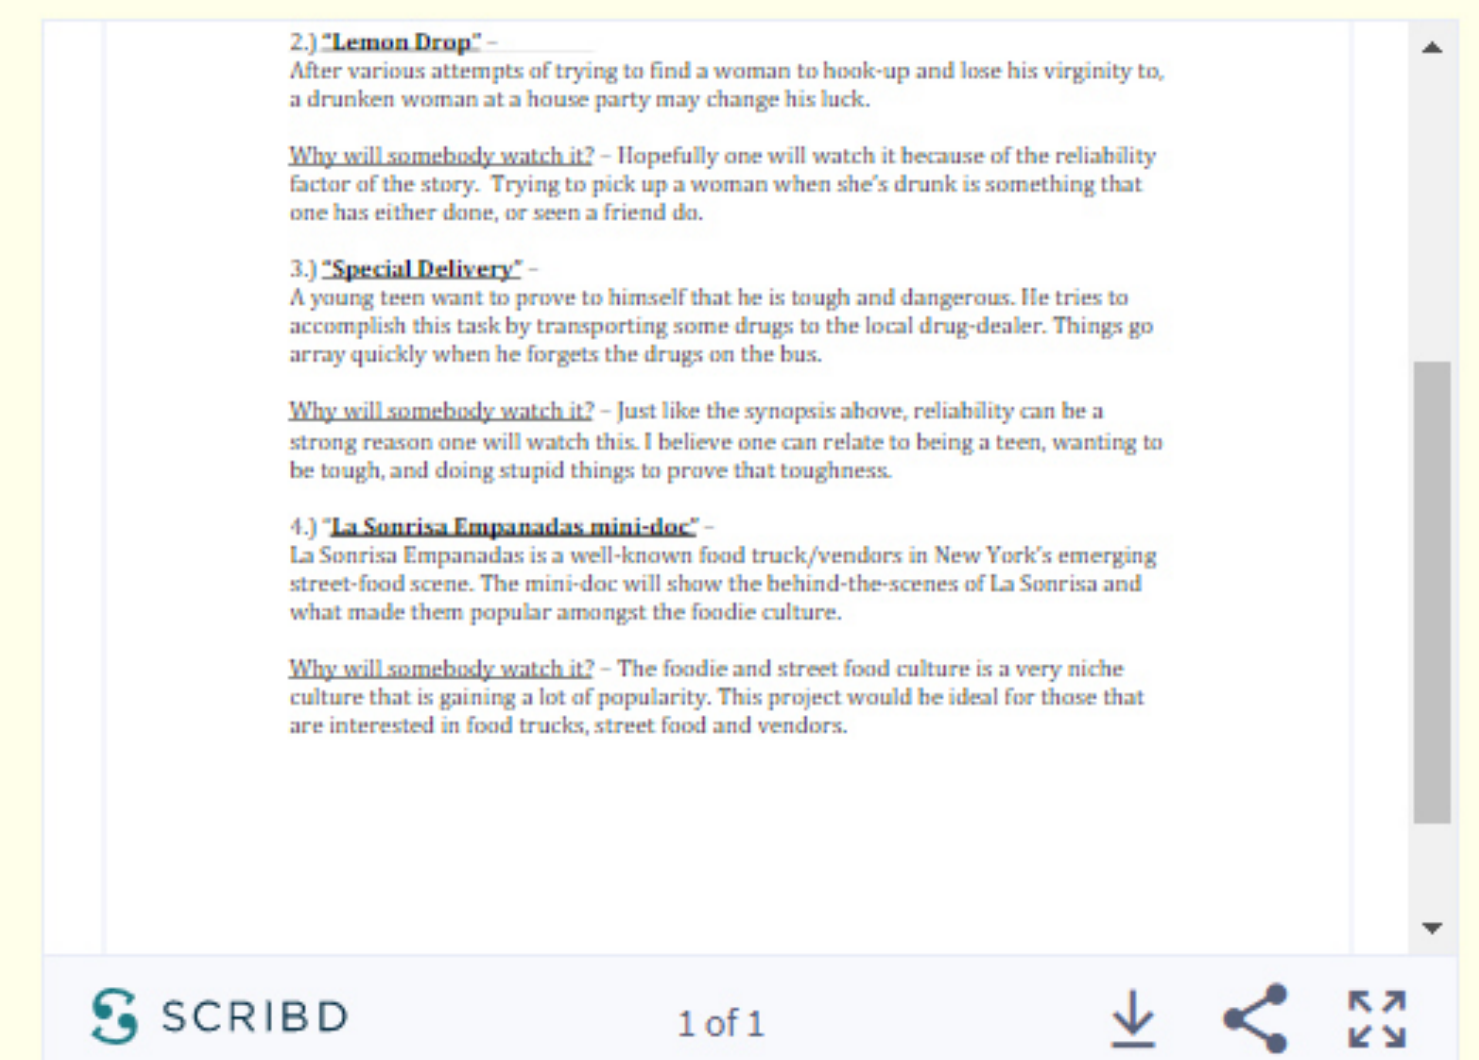 2.) "Lemon Drop" –
After various attempts of trying to find a woman to hook-up and lose his virginity to,
a drunken woman at a house party may change his luck.
Why will somebody watch it? – Hopefully one will watch it because of the reliability
factor of the story.  Trying to pick up a woman when she's drunk is something that
one has either done, or seen a friend do.
3.) "Special Delivery" –
A young teen want to prove to himself that he is tough and dangerous. He tries to
accomplish this task by transporting some drugs to the local drug-dealer. Things go
array quickly when he forgets the drugs on the bus.
Why will somebody watch it? – Just like the synopsis above, reliability can be a
strong reason one will watch this. I believe one can relate to being a teen, wanting to
be tough, and doing stupid things to prove that toughness.
4.) "La Sonrisa Empanadas mini-doc" –
La Sonrisa Empanadas is a well-known food truck/vendors in New York's emerging
street-food scene. The mini-doc will show the behind-the-scenes of La Sonrisa and
what made them popular amongst the foodie culture.
Why will somebody watch it? – The foodie and street food culture is a very niche
culture that is gaining a lot of popularity. This project would be ideal for those that
are interested in food trucks, street food and vendors.
SCRIBD
1 of 1